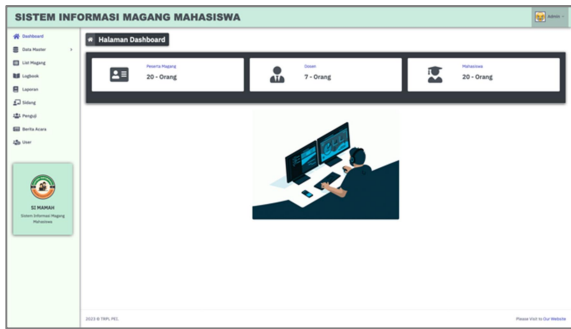 SISTEM INFORMASI MAGANG MAHASISWA
Admin
Dashboard
Data Master
List Magang
Logbook
Laporan
Sidang
Penguji
Berita Acara
User
SI MAMAH
Sistem Informasi Magang
Mahasiswa
Halaman Dashboard
Peserta Magang
20 - Orang
Dosen
7 - Orang
Mahasiswa
20 - Orang
2023 © TRPL PEI.
Please Visit to Our Website